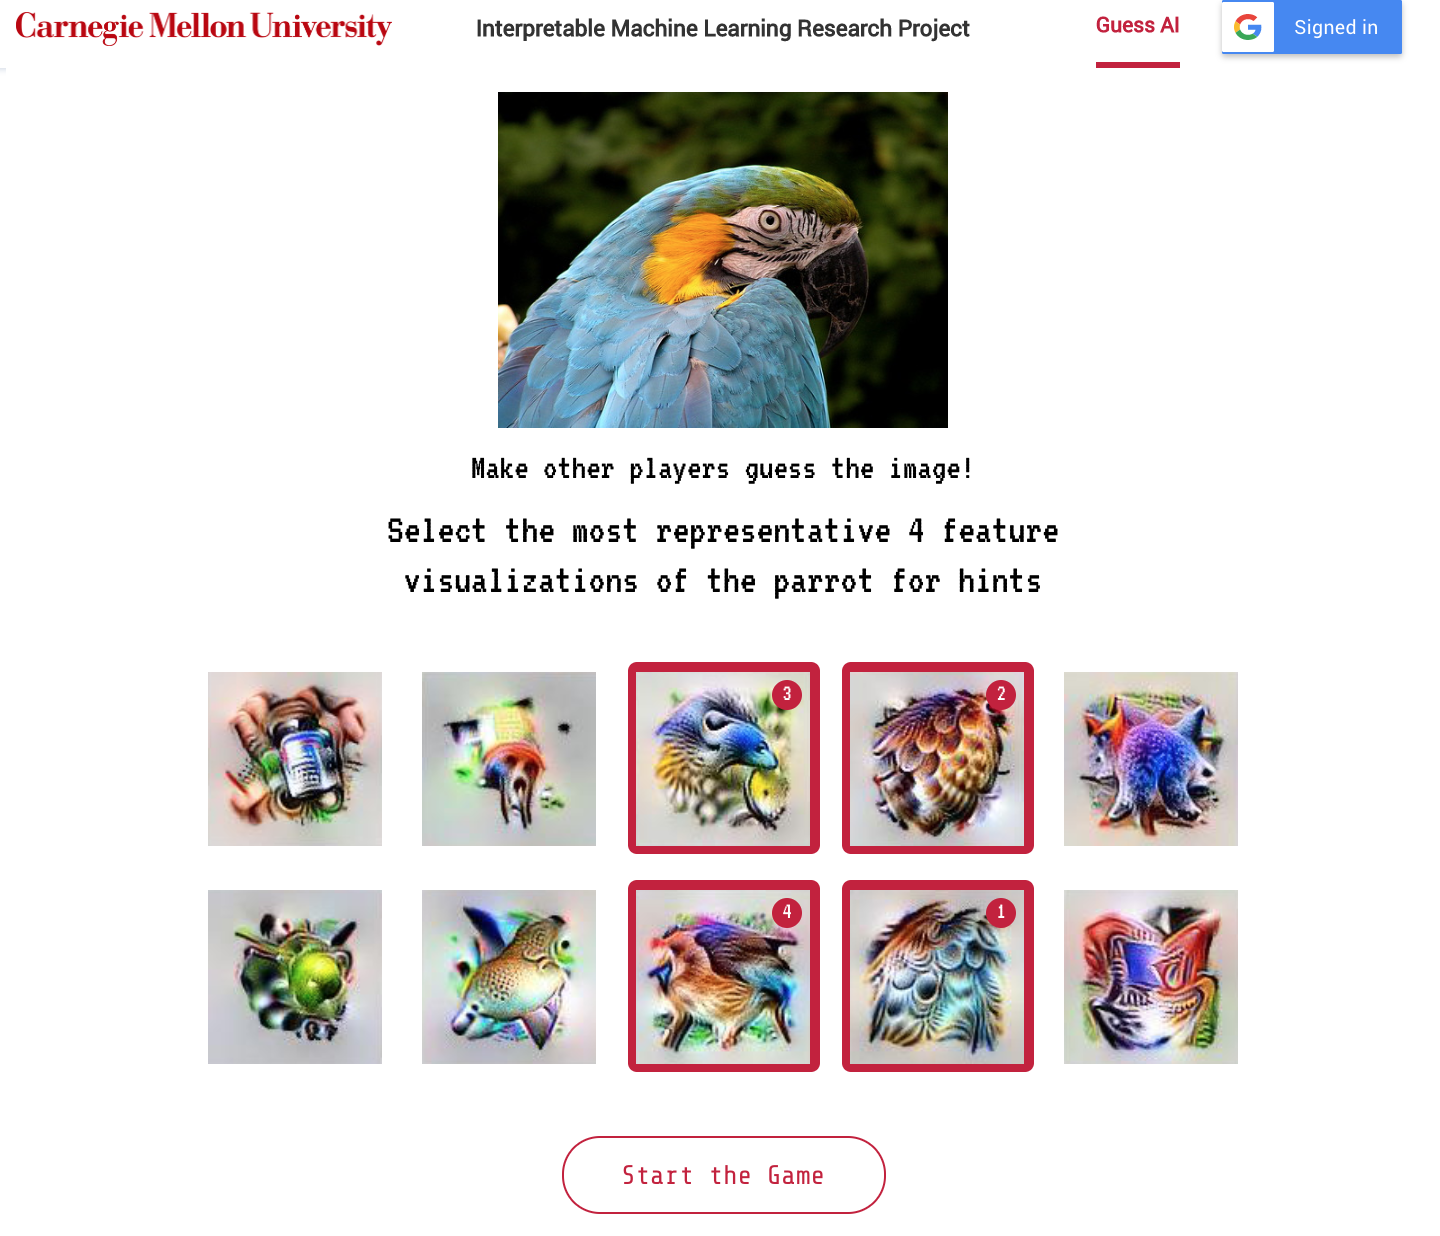 Carnegie Mellon University
Interpretable Machine Learning Research Project
Guess AI
Signed in
Make other players guess the image!
Select the most representative 4 feature
visualizations of the parrot for hints
3
2
4
1
Start the Game